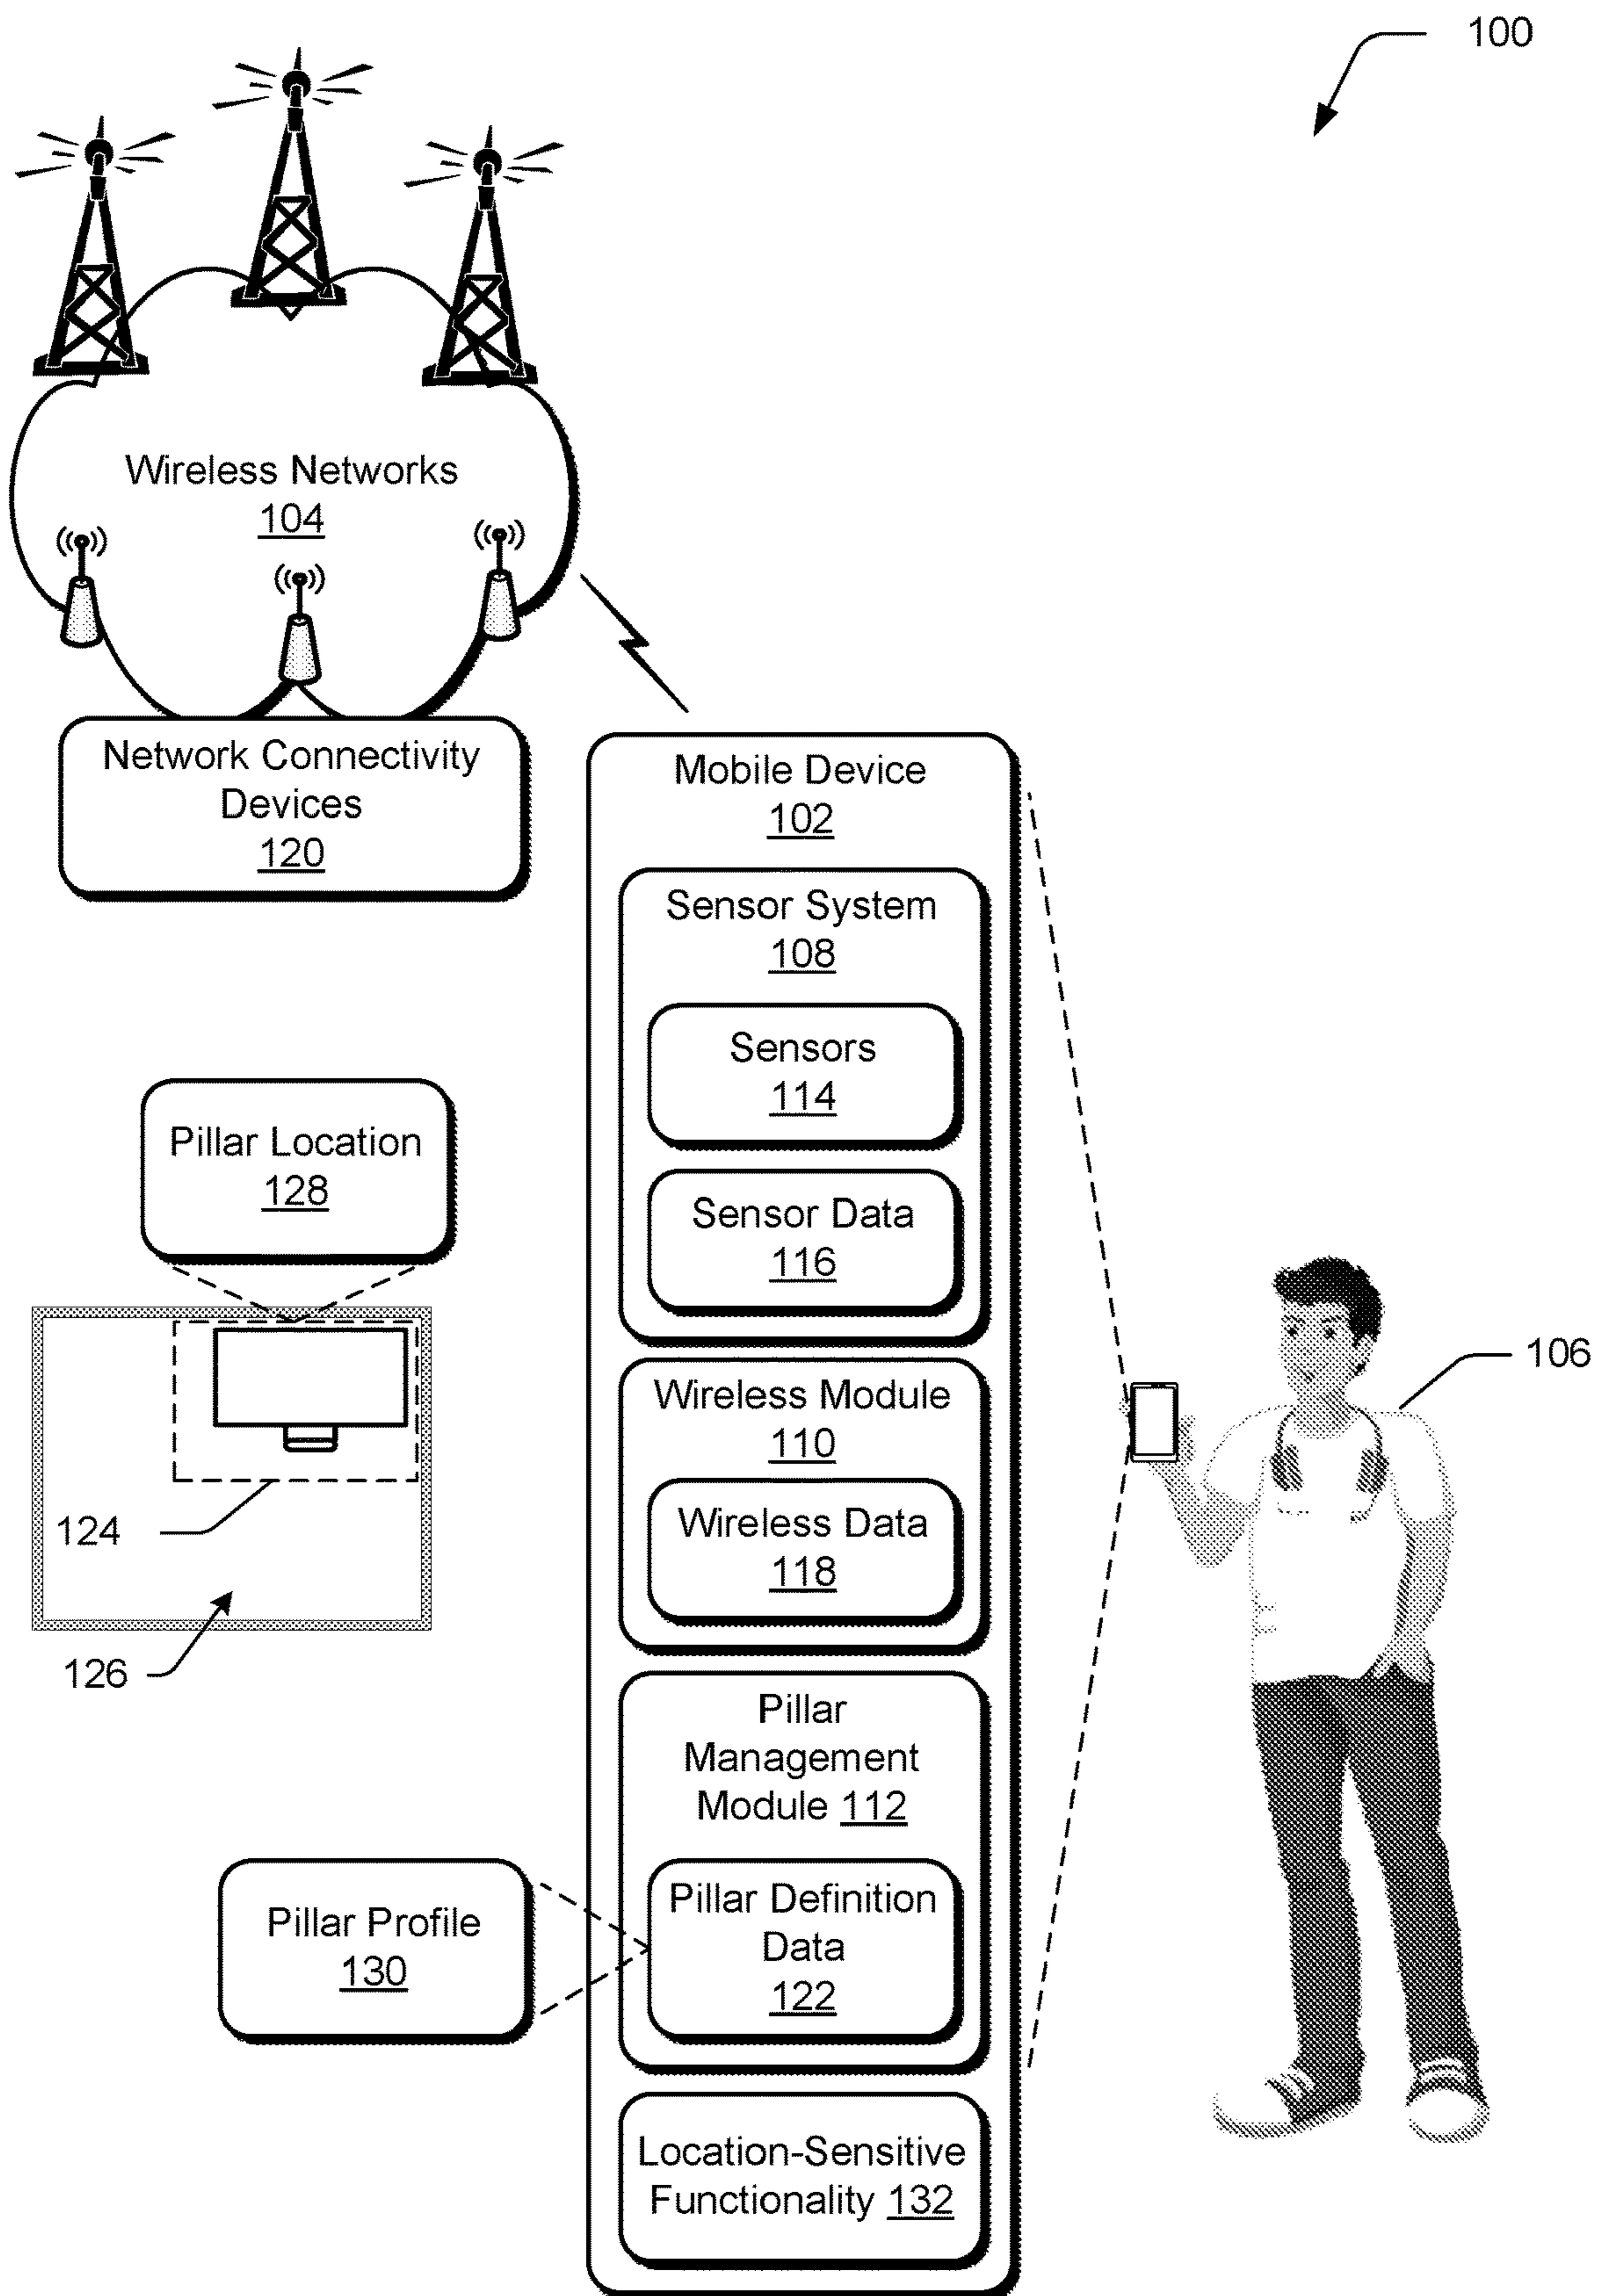 100
Wireless Networks
104
Network Connectivity
Devices
120
Mobile Device
102
Sensor System
108
Sensors
114
Sensor Data
116
Pillar Location
128
124
126
Wireless Module
110
Wireless Data
118
106
Pillar
Management
Module 112
Pillar Definition
Data
122
Pillar Profile
130
Location-Sensitive
Functionality 132